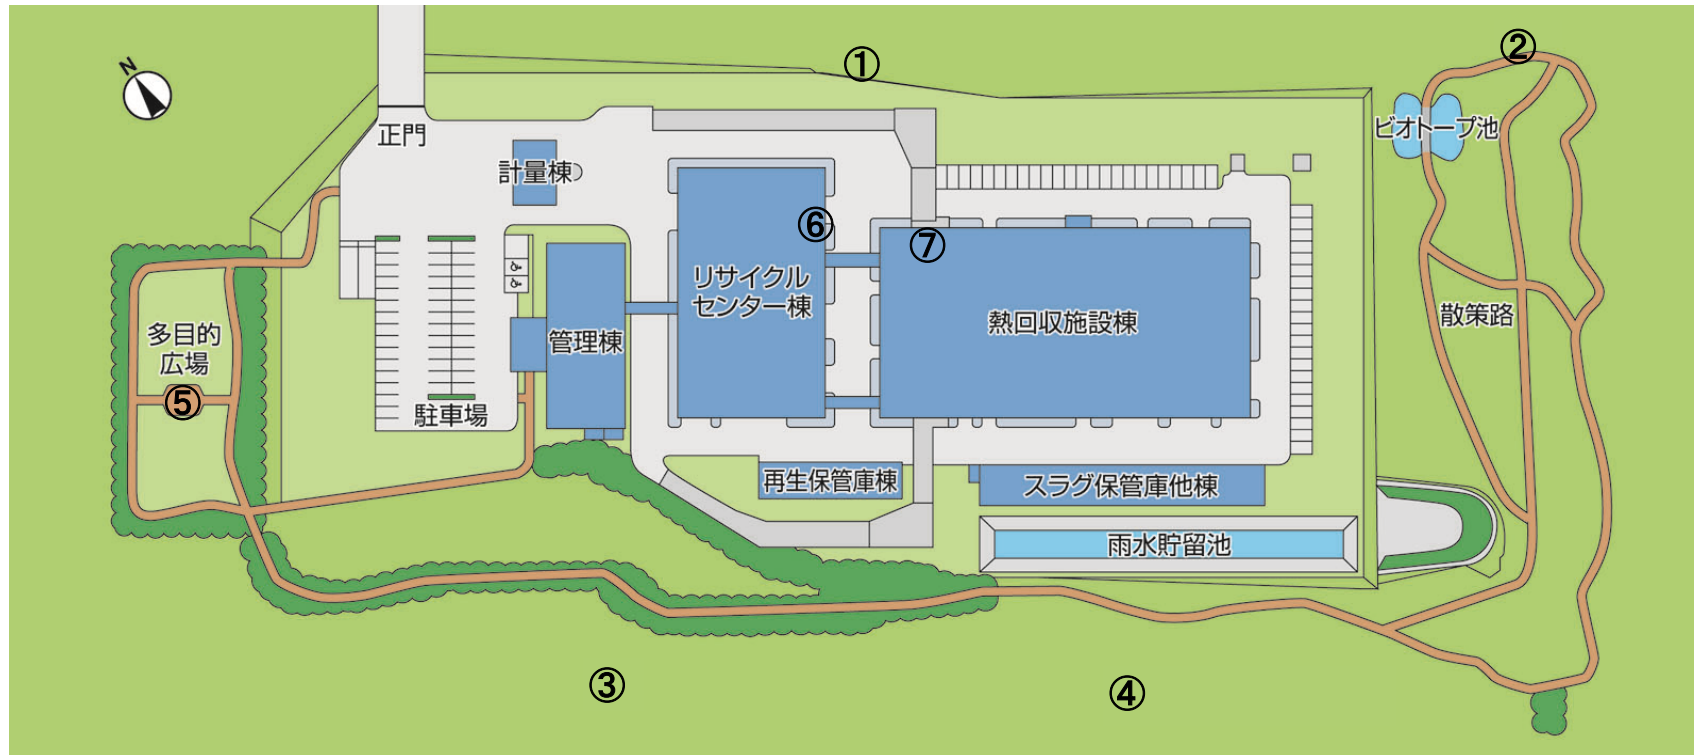 ①
②
N
ビオトープ池
正門
計量棟
⑥
⑦
リサイクル
センター棟
散策路
熱回収施設棟
多目的
広場
管理棟
⑤
駐車場
再生保管庫棟
スラグ保管庫他棟
雨水貯留池
③
④